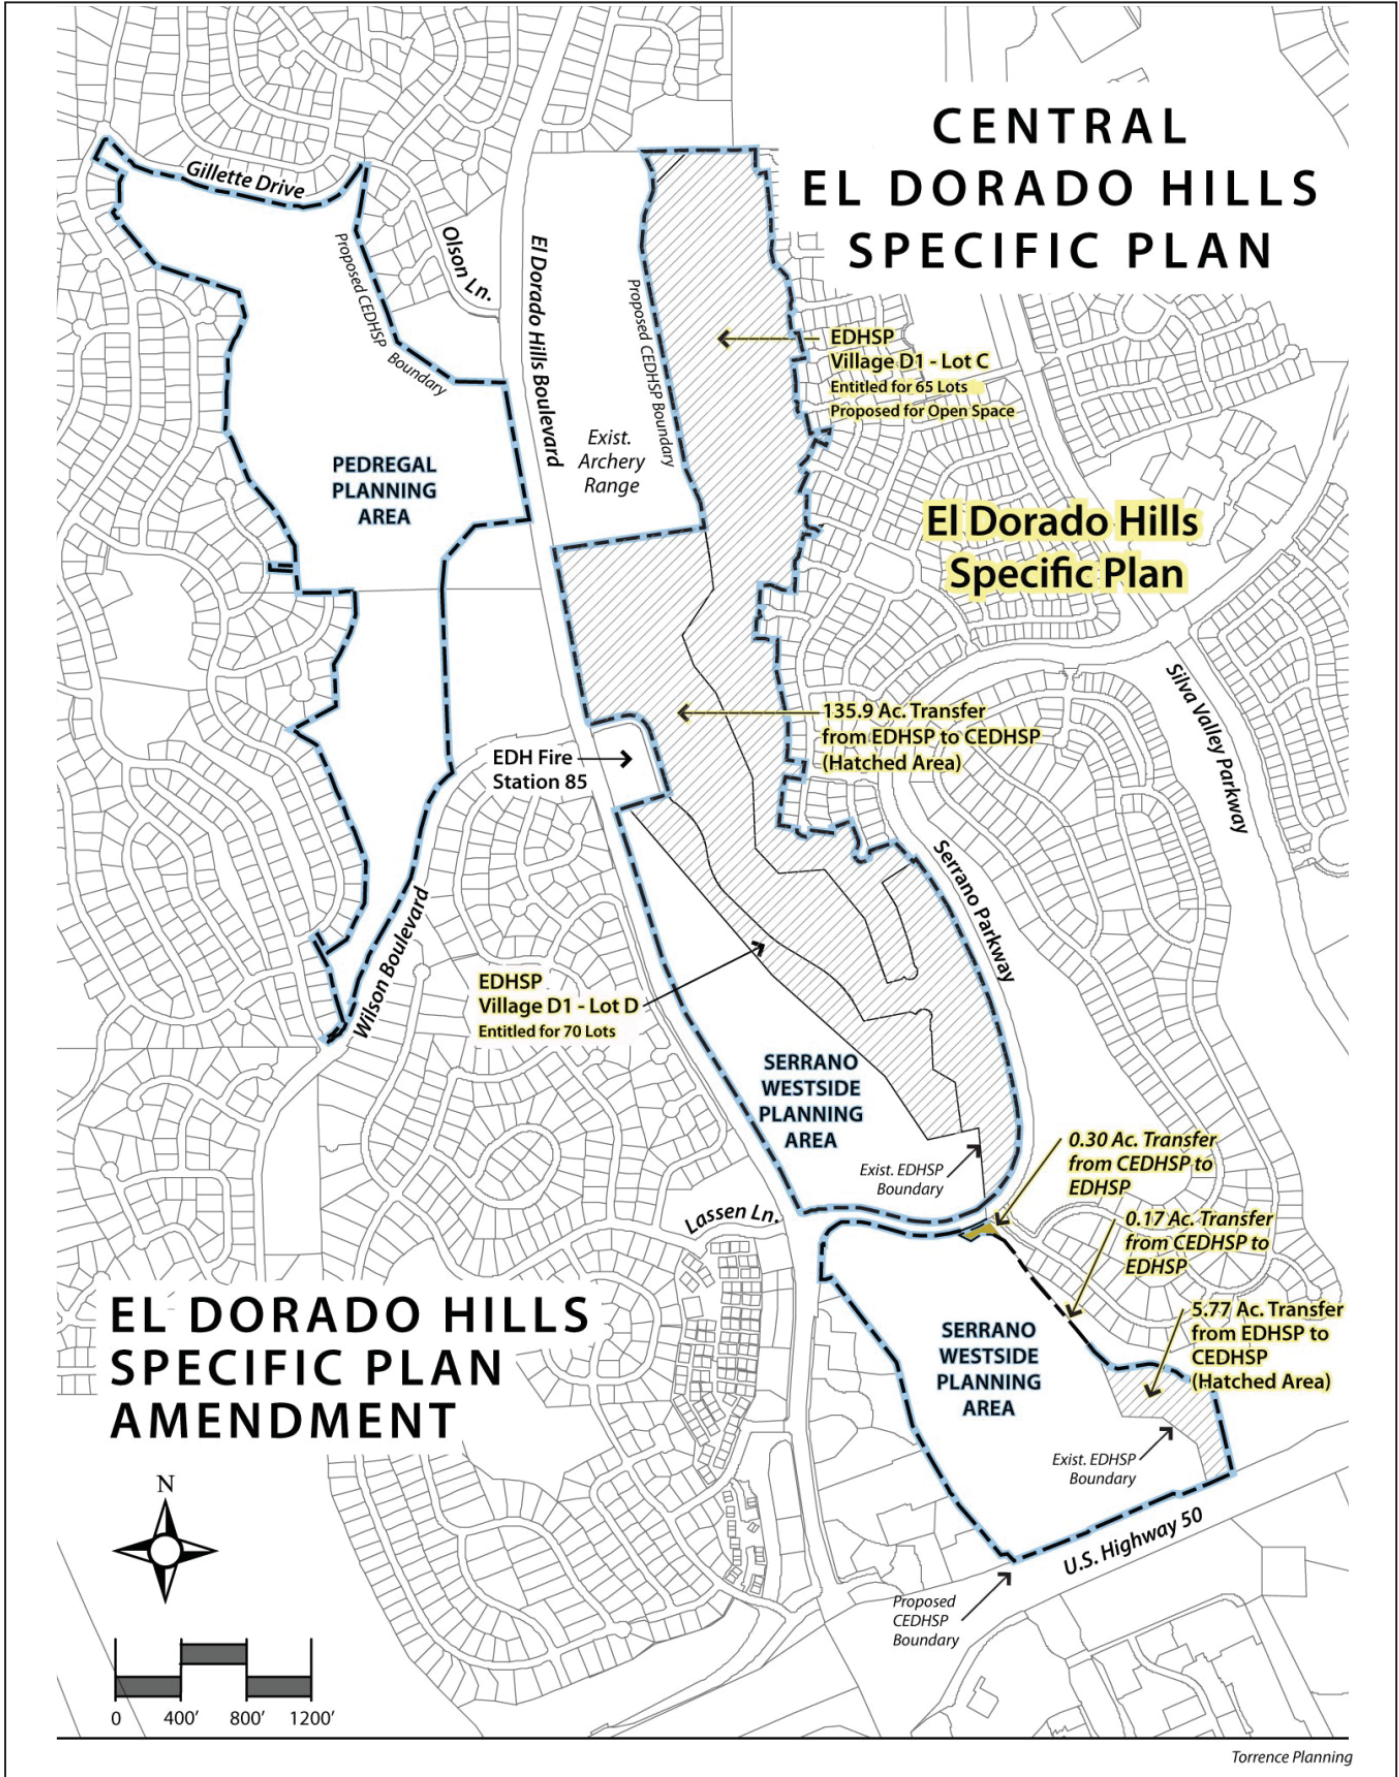 CENTRAL
EL DORADO HILLS
SPECIFIC PLAN
Gillette Drive
Olson Ln.
El Dorado Hills Boulevard
Proposed CEDHSP Boundary
Proposed CEDHSP Boundary
EDHSP
Village D1 - Lot C
Entitled for 65 Lots
Proposed for Open Space
Exist.
Archery
Range
PEDREGAL
PLANNING
AREA
El Dorado Hills
Specific Plan
Silva Valley Parkway
135.9 Ac. Transfer
from EDHSP to CEDHSP
(Hatched Area)
EDH Fire
Station 85
Serrano Parkway
Wilson Boulevard
EDHSP
Village D1 - Lot D
Entitled for 70 Lots
SERRANO
WESTSIDE
PLANNING
AREA
Exist. EDHSP
Boundary
0.30 Ac. Transfer
from CEDHSP to
EDHSP
Lassen Ln.
0.17 Ac. Transfer
from CEDHSP to
EDHSP
5.77 Ac. Transfer
from EDHSP to
CEDHSP
(Hatched Area)
EL DORADO HILLS
SPECIFIC PLAN
AMENDMENT
SERRANO
WESTSIDE
PLANNING
AREA
Exist. EDHSP
Boundary
U.S. Highway 50
Proposed
CEDHSP
Boundary
N
0 400' 800' 1200'
Torrence Planning